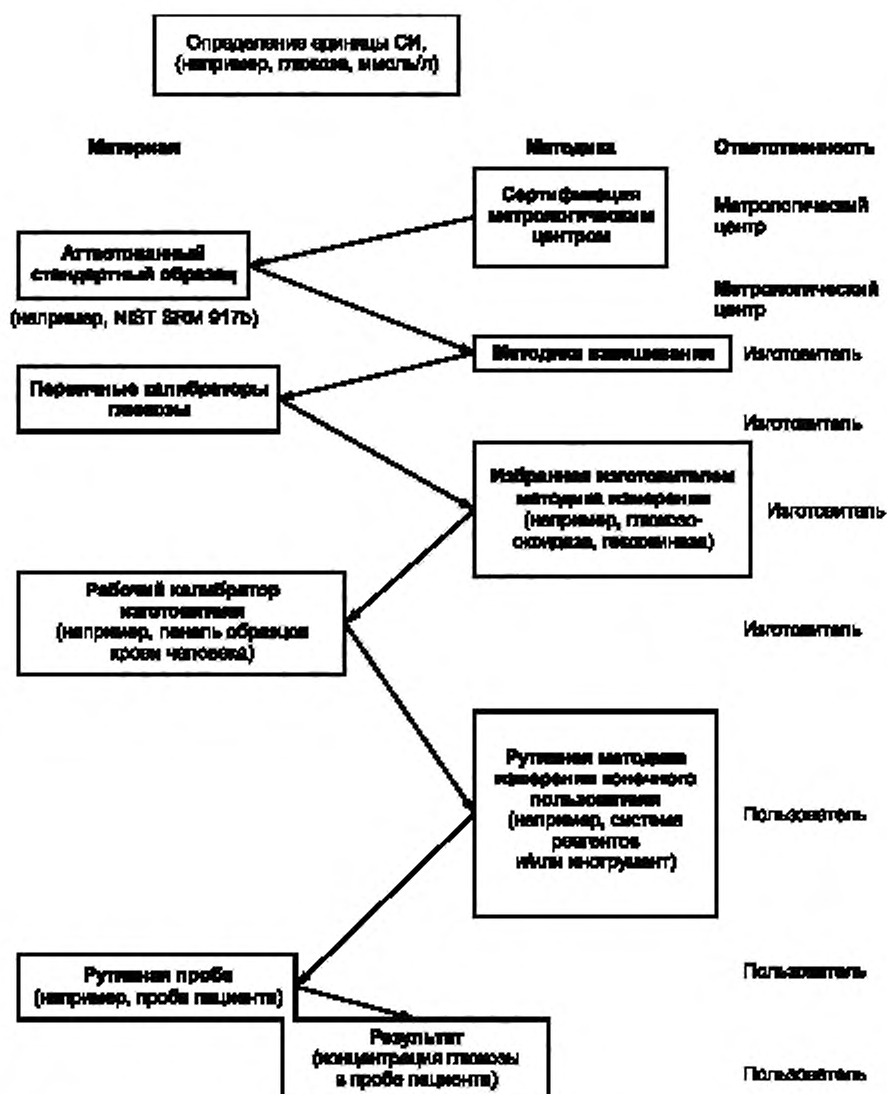 Определение единицы СИ,
(например, глюкоза, ммоль/л)
Материал
Методика
Ответственность
Сертификация
метрологическим
центром
Метрологический
центр
Аттестованный
стандартный образец
(например, NIST SRM 917b)
Метрологический
центр
Методика взвешивания
Изготовитель
Первичные калибраторы
глюкозы
Изготовитель
Избранная изготовителем
методика измерения
(например, глюкозо-
оксидаза, гексокиназа)
Изготовитель
Рабочий калибратор
изготовителя
(например, панель образцов
крови человека)
Изготовитель
Рутинная методика
измерения конечного
пользователя
(например, система
реагентов
и/или инструмент)
Пользователь
Рутинная проба
(например, проба пациента)
Пользователь
Результат
(концентрация глюкозы
в пробе пациента)
Пользователь